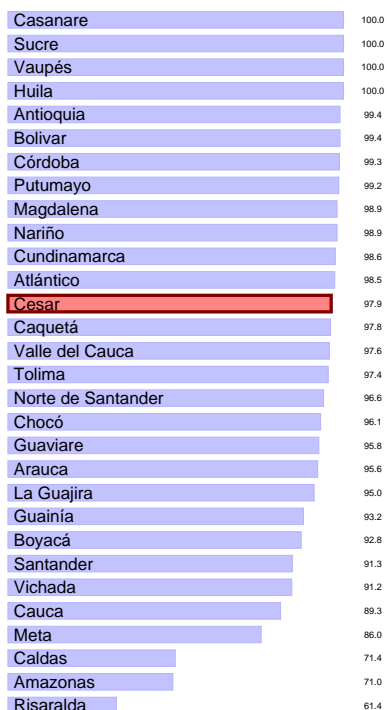 Casanare 100.0
Sucre 100.0
Vaupés 100.0
Huila 100.0
Antioquia 99.4
Bolivar 99.4
Córdoba 99.3
Putumayo 99.2
Magdalena 98.9
Nariño 98.9
Cundinamarca 98.6
Atlántico 98.5
Cesar 97.9
Caquetá 97.8
Valle del Cauca 97.6
Tolima 97.4
Norte de Santander 96.6
Chocó 96.1
Guaviare 95.8
Arauca 95.6
La Guajira 95.0
Guainía 93.2
Boyacá 92.8
Santander 91.3
Vichada 91.2
Cauca 89.3
Meta 86.0
Caldas 71.4
Amazonas 71.0
Risaralda 61.4